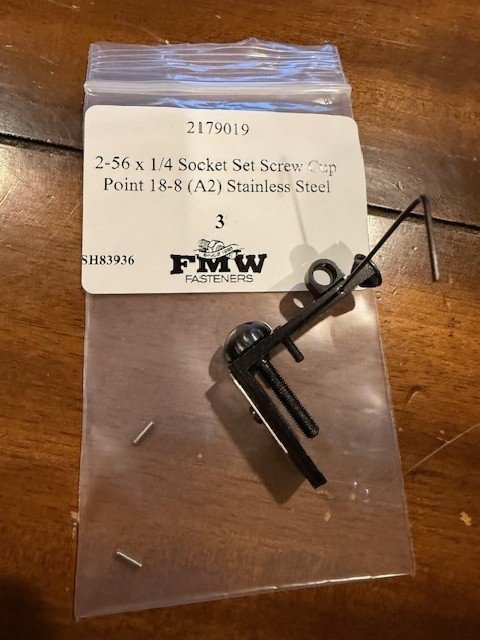 2179019
2-56 x 1/4 Socket Set Screw Cup
Point 18-8 (A2) Stainless Steel
3
SH83936
FMW
FASTENERS